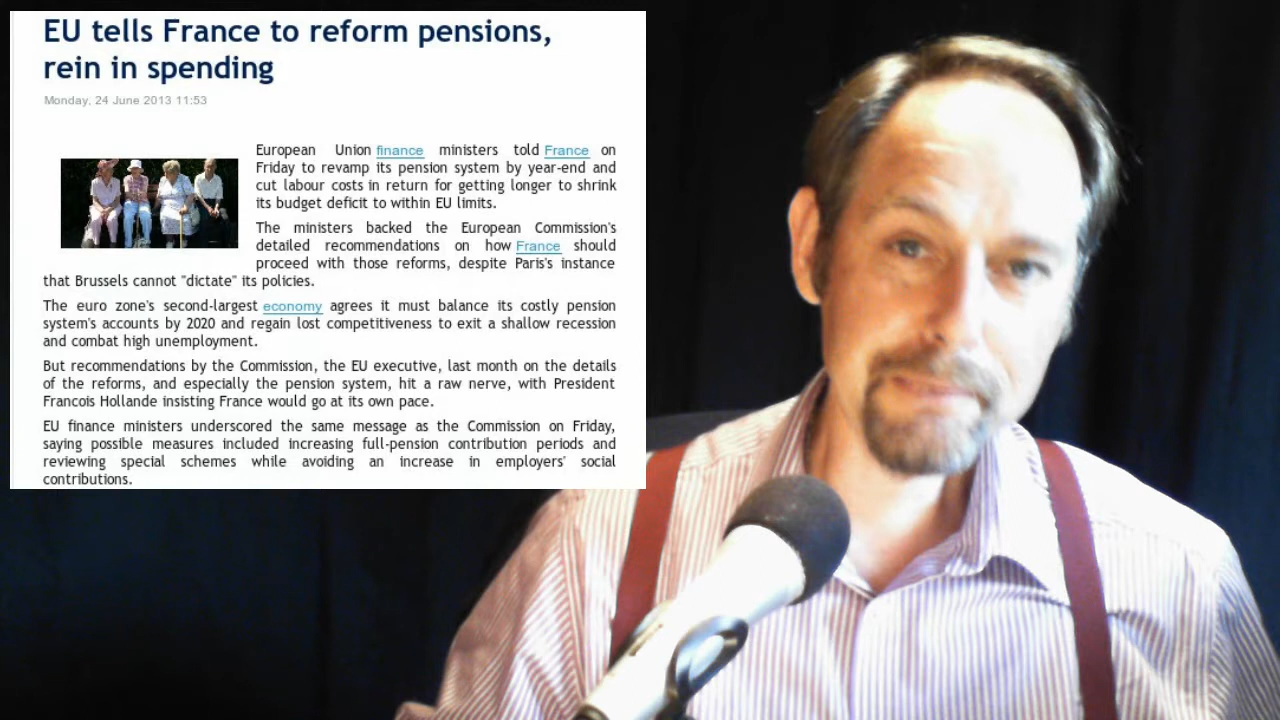 EU tells France to reform pensions,
rein in spending
Monday, 24 June 2013 11:53
European Union finance ministers told France on
Friday to revamp its pension system by year-end and
cut labour costs in return for getting longer to shrink
its budget deficit to within EU limits.
The ministers backed the European Commission's
detailed recommendations on how France should
proceed with those reforms, despite Paris's instance
that Brussels cannot "dictate" its policies.
The euro zone's second-largest economy agrees it must balance its costly pension
system's accounts by 2020 and regain lost competitiveness to exit a shallow recession
and combat high unemployment.
But recommendations by the Commission, the EU executive, last month on the details
of the reforms, and especially the pension system, hit a raw nerve, with President
Francois Hollande insisting France would go at its own pace.
EU finance ministers underscored the same message as the Commission on Friday,
saying possible measures included increasing full-pension contribution periods and
reviewing special schemes while avoiding an increase in employers' social
contributions.